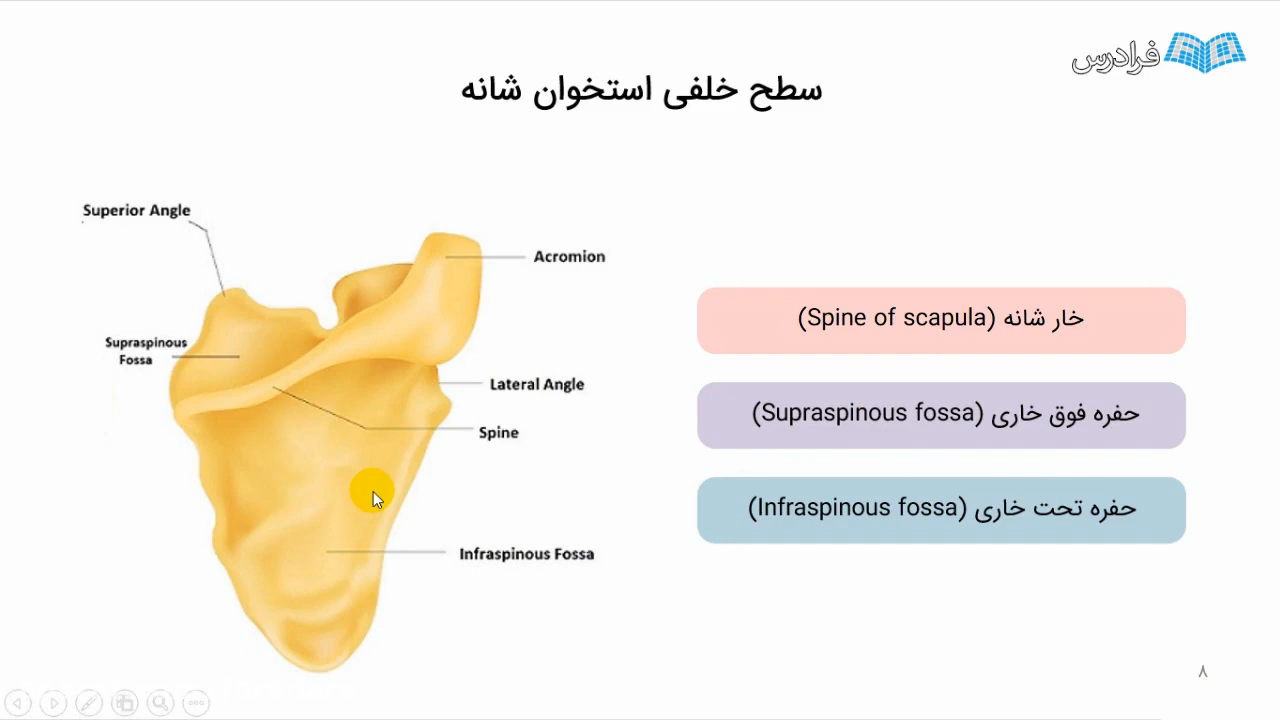 فرادرس
سطح خلفی استخوان شانه
Superior Angle
Acromion
Supraspinous
Fossa
Lateral Angle
Spine
Infraspinous Fossa
خار شانه (Spine of scapula)
حفره فوق خاری (Supraspinous fossa)
حفره تحت خاری (Infraspinous fossa)
۸